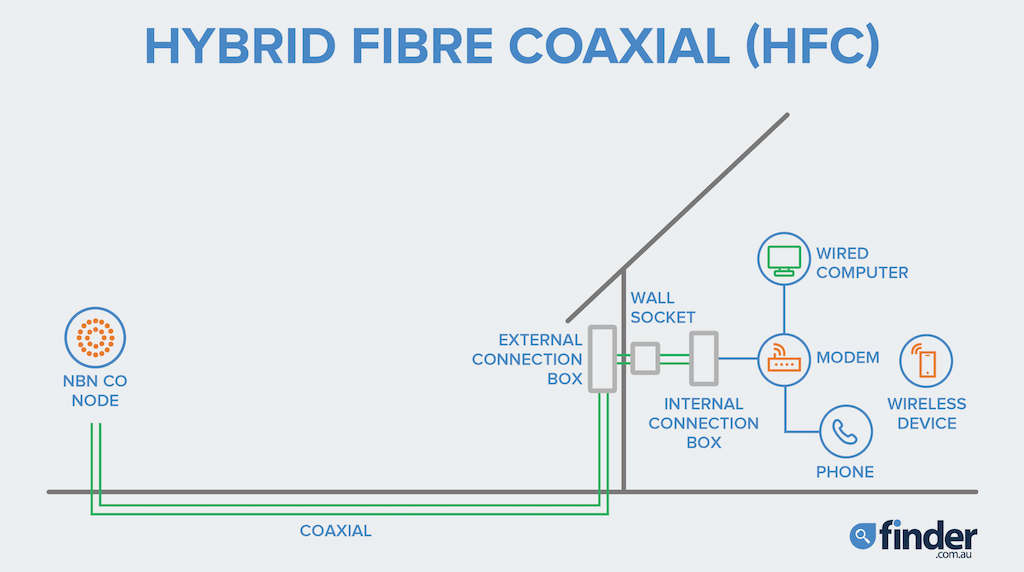 HYBRID FIBRE COAXIAL (HFC)
WIRED
COMPUTER
WALL
SOCKET
EXTERNAL
CONNECTION
BOX
MODEM
NBN CO
NODE
INTERNAL
CONNECTION
BOX
WIRELESS
DEVICE
PHONE
COAXIAL
finder
.com.au